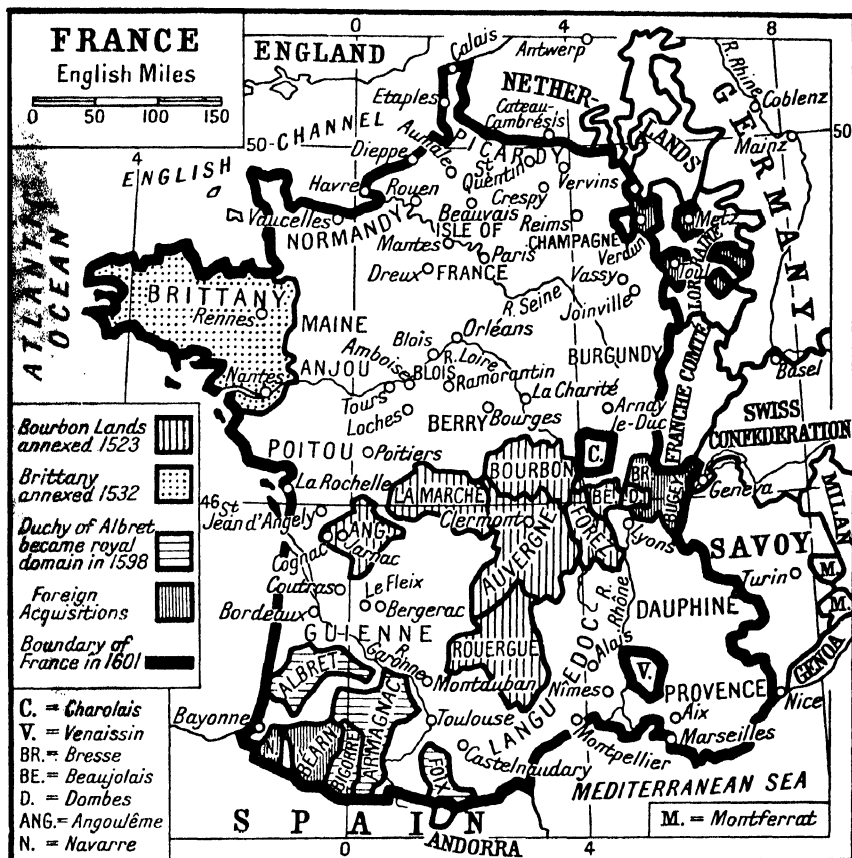 FRANCE
English Miles
0 50 100 150
0 4 8
ENGLAND
Calais
Antwerp
R. Rhine
Etaples
NETHER-
LANDS
GERMANY
Coblenz
Cateau-
Cambrésis
50
CHANNEL
ENGLISH
4
Aumale
PICARDY
Mainz
50
Dieppe
St
Quentin
Vervins
Havre
Rouen
Crespy
Vaucelles
NORMANDY
Beauvais
Reims
CHAMPAGNE
Verdun
Metz
ISLE OF
FRANCE
Mantes
Paris
Dreux
Vassy
Toul
LORRAINE
Joinville
R. Seine
ATLANTIC
OCEAN
BRITTANY
Rennes
MAINE
Orléans
Blois
R. Loire
BURGUNDY
FRANCHE COMTÉ
Basel
ANJOU
Amboise
BLOIS
Ramorantin
Nantes
Tours
La Charité
Loches
BERRY
Bourges
Arnay
le-Duc
SWISS
CONFEDERATION
Bourbon Lands
annexed 1523
Brittany
annexed 1532
Duchy of Albret
became royal
domain in 1598
Foreign
Acquisitions
Boundary of
France in 1601
POITOU
Poitiers
C.
BOURBON
BR.
La Rochelle
LA MARCHE
BE.
D.
BUGEY
Geneva
MILAN
46
St
Jean d'Angely
ANG.
Clermont
FOREZ
Lyons
Cognac
Jarnac
AUVERGNE
SAVOY
Turin
M.
Coutras
Le Fleix
R.
Rhône
DAUPHINE
M.
Bordeaux
Bergerac
GUIENNE
GENOA
R.
Garonne
ROUERGUE
Alais
V.
ALBRET
Montauban
Nîmes
PROVENCE
Nice
LANGUEDOC
Aix
Bayonne
ARMAGNAC
Toulouse
Montpellier
Marseilles
N.
BÉARN
BIGORRE
Castelnaudary
FOIX
MEDITERRANEAN SEA
SPAIN
ANDORRA
0 4
C. = Charolais
V. = Venaissin
BR. = Bresse
BE. = Beaujolais
D. = Dombes
ANG. = Angoulême
N. = Navarre
M. = Montferrat